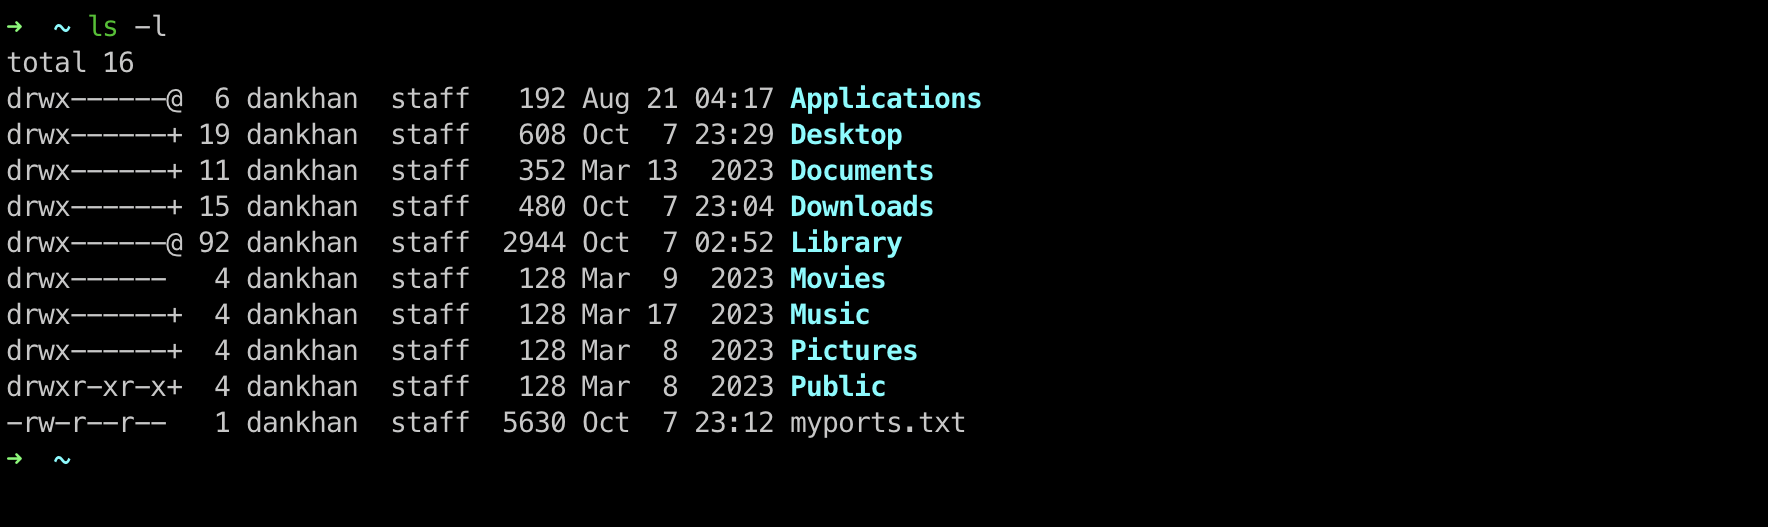 ➜  ~ ls -l
total 16
drwx------@  6 dankhan  staff   192 Aug 21 04:17 Applications
drwx------+ 19 dankhan  staff   608 Oct  7 23:29 Desktop
drwx------+ 11 dankhan  staff   352 Mar 13  2023 Documents
drwx------+ 15 dankhan  staff   480 Oct  7 23:04 Downloads
drwx------@ 92 dankhan  staff  2944 Oct  7 02:52 Library
drwx------   4 dankhan  staff   128 Mar  9  2023 Movies
drwx------+  4 dankhan  staff   128 Mar 17  2023 Music
drwx------+  4 dankhan  staff   128 Mar  8  2023 Pictures
drwxr-xr-x+  4 dankhan  staff   128 Mar  8  2023 Public
-rw-r--r--   1 dankhan  staff  5630 Oct  7 23:12 myports.txt
➜  ~